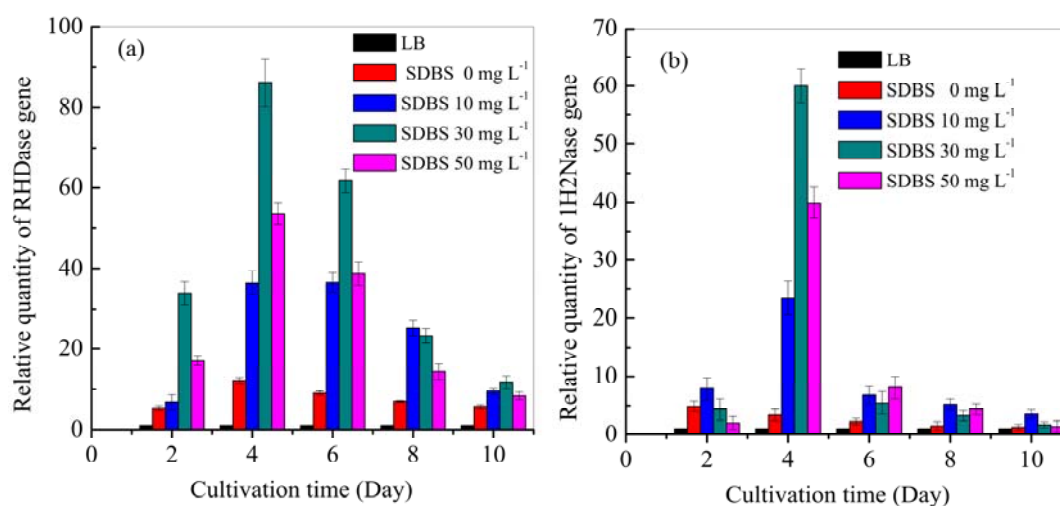 (a)
LB
SDBS 0 mg L⁻¹
SDBS 10 mg L⁻¹
SDBS 30 mg L⁻¹
SDBS 50 mg L⁻¹
Relative quantity of RHDase gene
100
80
60
40
20
0
0 2 4 6 8 10
Cultivation time (Day)
(b)
LB
SDBS 0 mg L⁻¹
SDBS 10 mg L⁻¹
SDBS 30 mg L⁻¹
SDBS 50 mg L⁻¹
Relative quantity of 1H2Nase gene
70
60
50
40
30
20
10
0
0 2 4 6 8 10
Cultivation time (Day)